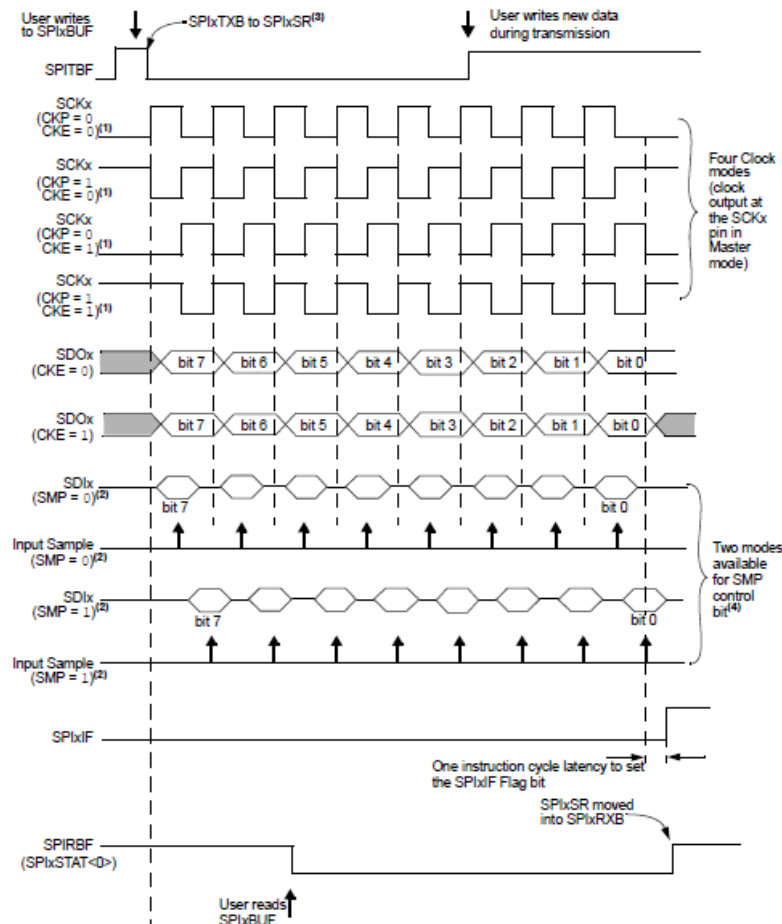 User writes
to SPIxBUF
SPIxTXB to SPIxSR(3)
User writes new data
during transmission
SPITBF
SCKx
(CKP = 0
CKE = 0)(1)
SCKx
(CKP = 1
CKE = 0)(1)
SCKx
(CKP = 0
CKE = 1)(1)
SCKx
(CKP = 1
CKE = 1)(1)
Four Clock
modes
(clock
output at
the SCKx
pin in
Master
mode)
SDOx
(CKE = 0)
bit 7 bit 6 bit 5 bit 4 bit 3 bit 2 bit 1 bit 0
SDOx
(CKE = 1)
bit 7 bit 6 bit 5 bit 4 bit 3 bit 2 bit 1 bit 0
SDIx
(SMP = 0)(2)
bit 7 bit 0
Input Sample
(SMP = 0)(2)
SDIx
(SMP = 1)(2)
bit 7 bit 0
Input Sample
(SMP = 1)(2)
Two modes
available
for SMP
control
bit(4)
SPIxIF
One instruction cycle latency to set
the SPIxIF Flag bit
SPIxSR moved
into SPIxRXB
SPIRBF
(SPIxSTAT<0>)
User reads
SPIxBUF